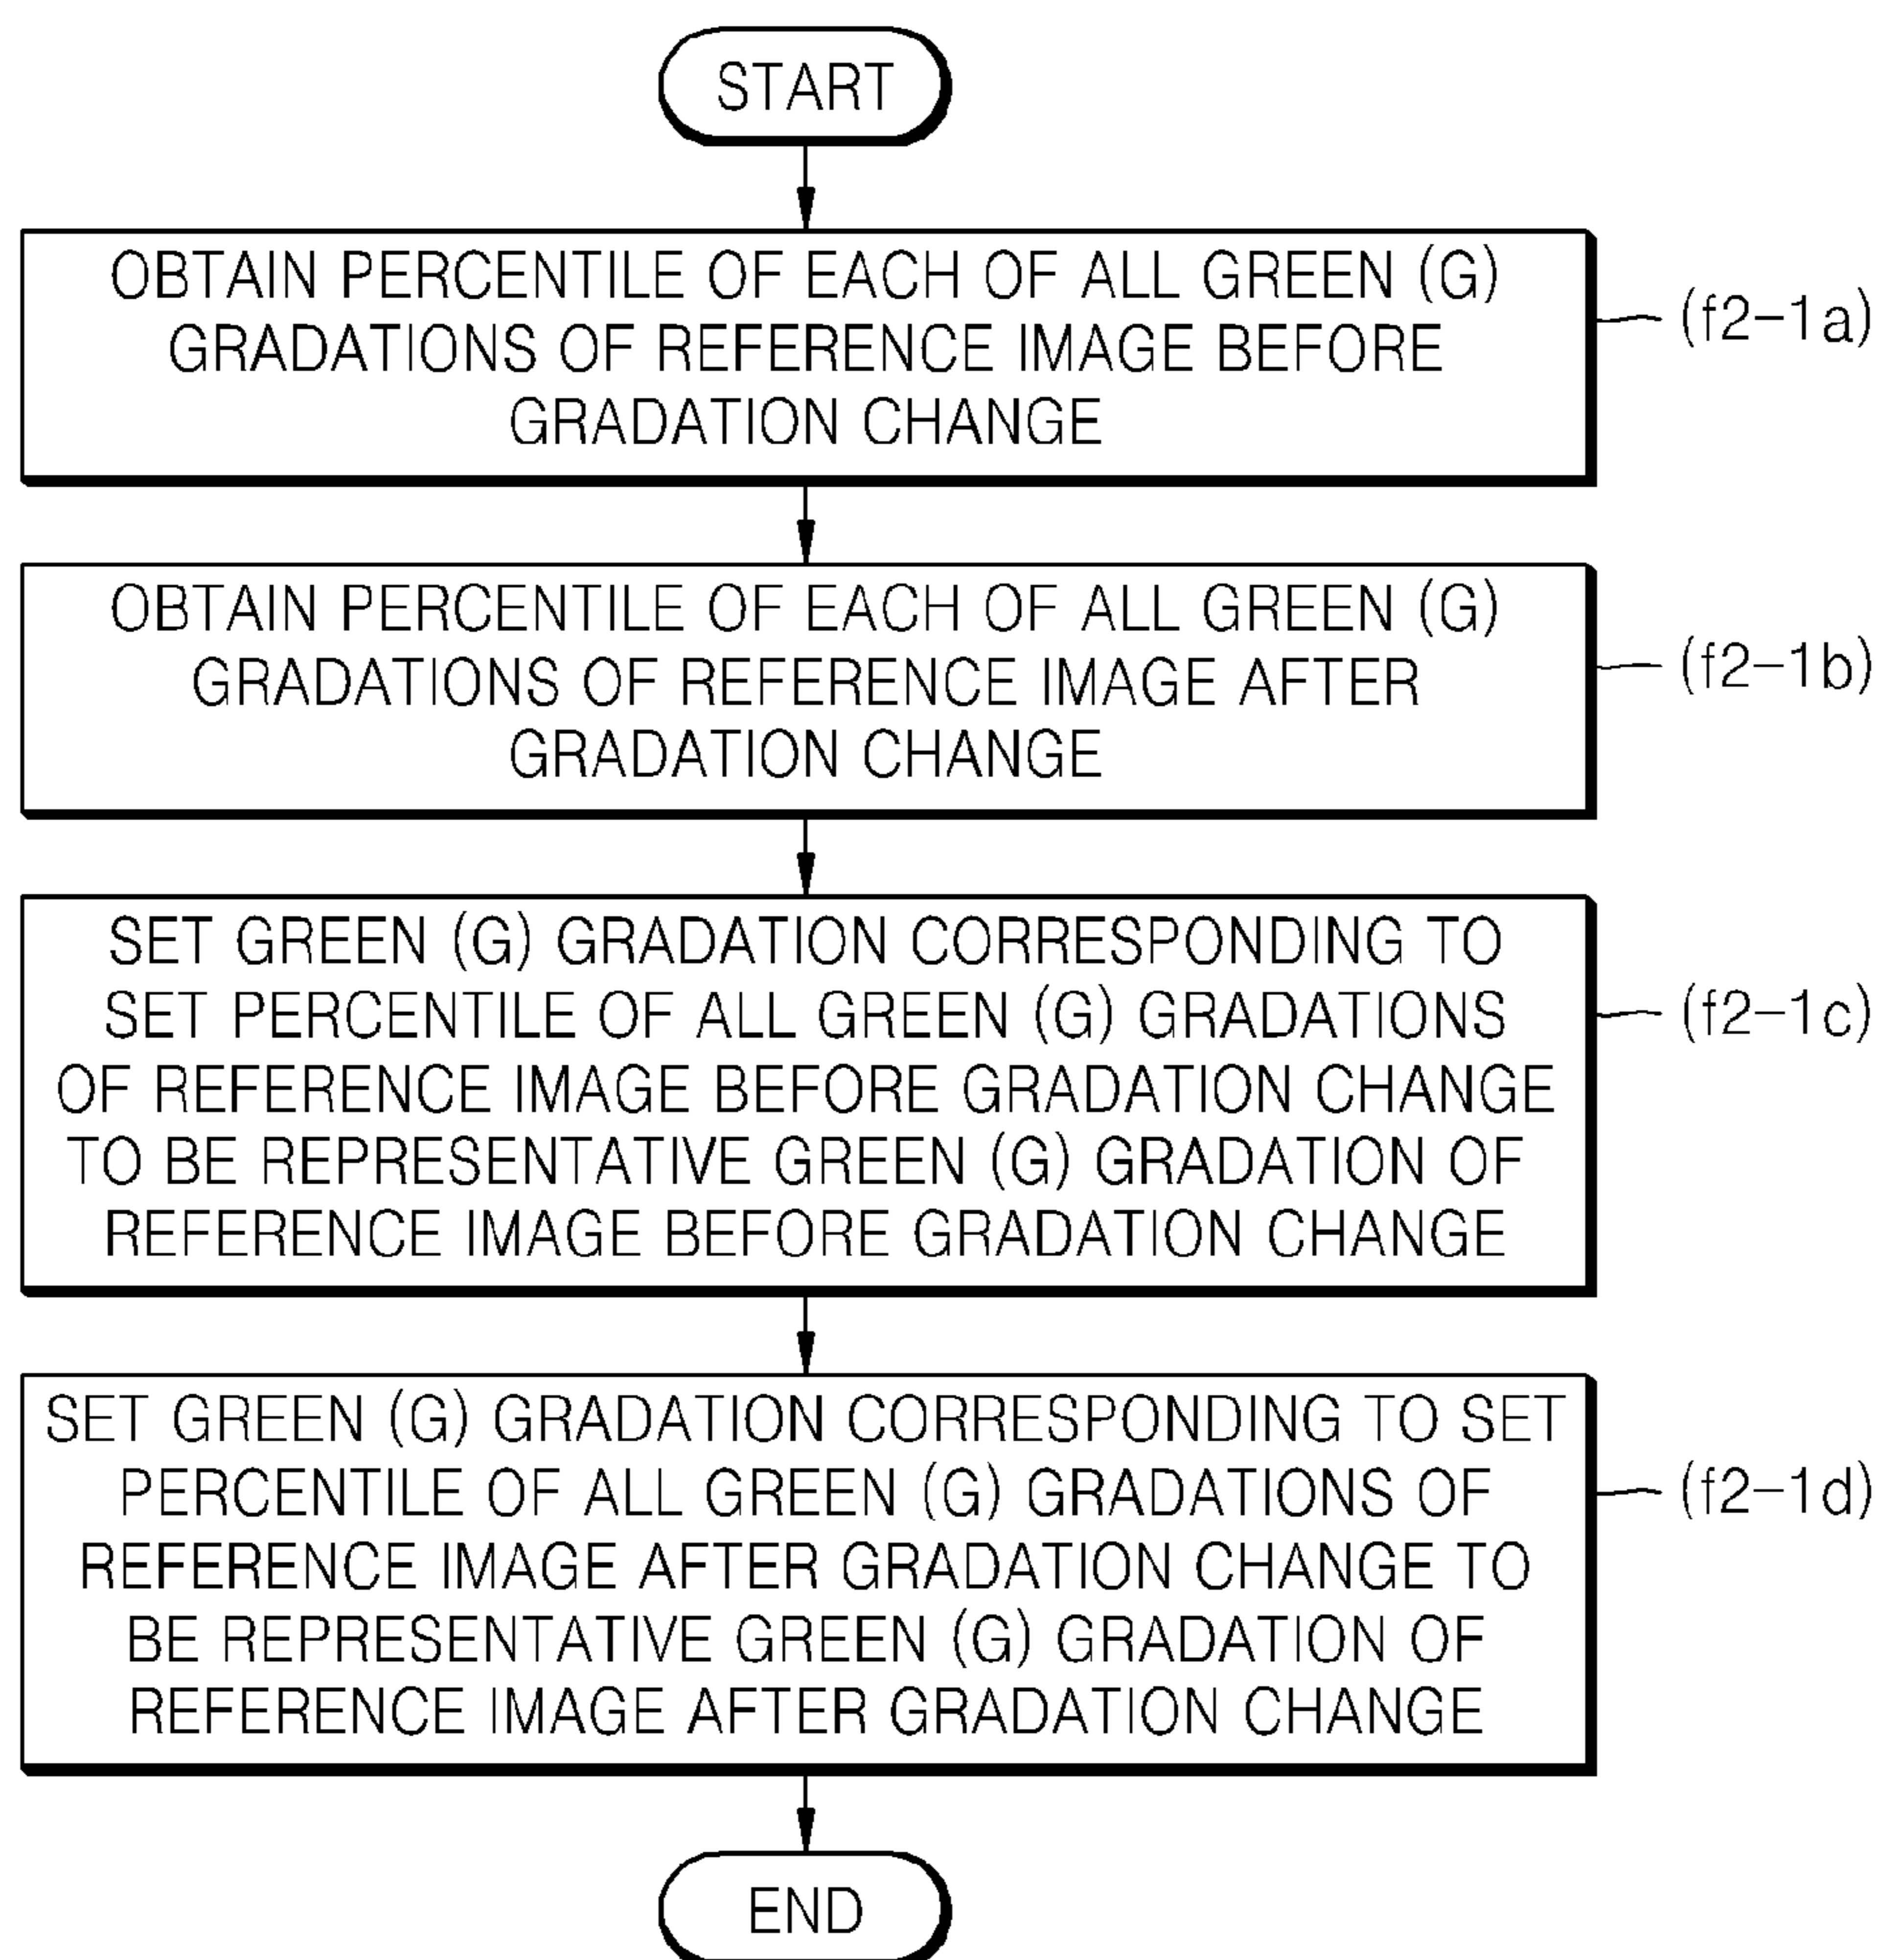 START
OBTAIN PERCENTILE OF EACH OF ALL GREEN (G)
GRADATIONS OF REFERENCE IMAGE BEFORE
GRADATION CHANGE
(f2-1a)
OBTAIN PERCENTILE OF EACH OF ALL GREEN (G)
GRADATIONS OF REFERENCE IMAGE AFTER
GRADATION CHANGE
(f2-1b)
SET GREEN (G) GRADATION CORRESPONDING TO
SET PERCENTILE OF ALL GREEN (G) GRADATIONS
OF REFERENCE IMAGE BEFORE GRADATION CHANGE
TO BE REPRESENTATIVE GREEN (G) GRADATION OF
REFERENCE IMAGE BEFORE GRADATION CHANGE
(f2-1c)
SET GREEN (G) GRADATION CORRESPONDING TO SET
PERCENTILE OF ALL GREEN (G) GRADATIONS OF
REFERENCE IMAGE AFTER GRADATION CHANGE TO
BE REPRESENTATIVE GREEN (G) GRADATION OF
REFERENCE IMAGE AFTER GRADATION CHANGE
(f2-1d)
END